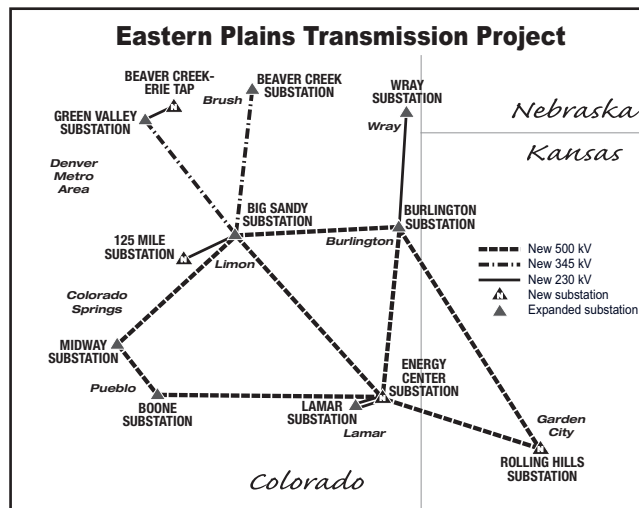 Eastern Plains Transmission Project
BEAVER CREEK-
ERIE TAP
BEAVER CREEK
SUBSTATION
Brush
WRAY
SUBSTATION
Wray
Nebraska
Kansas
GREEN VALLEY
SUBSTATION
Denver
Metro
Area
BIG SANDY
SUBSTATION
BURLINGTON
SUBSTATION
Burlington
125 MILE
SUBSTATION
N
Limon
New 500 kV
New 345 kV
New 230 kV
N
New substation
Expanded substation
Colorado
Springs
MIDWAY
SUBSTATION
Pueblo
BOONE
SUBSTATION
ENERGY
CENTER
SUBSTATION
N
LAMAR
SUBSTATION
Lamar
Garden
City
N
ROLLING HILLS
SUBSTATION
Colorado
N